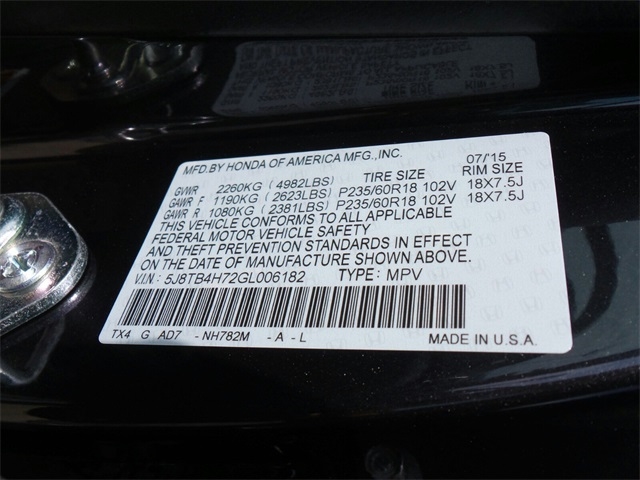 MFD.BY HONDA OF AMERICA MFG.,INC. 07/'15
GVWR 2260KG (4982LBS) TIRE SIZE RIM SIZE
GAWR F 1190KG (2623LBS) P235/60R18 102V 18X7.5J
GAWR R 1080KG (2381LBS) P235/60R18 102V 18X7.5J
THIS VEHICLE CONFORMS TO ALL APPLICABLE
FEDERAL MOTOR VEHICLE SAFETY
AND THEFT PREVENTION STANDARDS IN EFFECT
ON THE DATE OF MANUFACTURE SHOWN ABOVE.
V.I.N.: 5J8TB4H72GL006182 TYPE: MPV
TX4 G AD7 -NH782M -A-L MADE IN U.S.A.